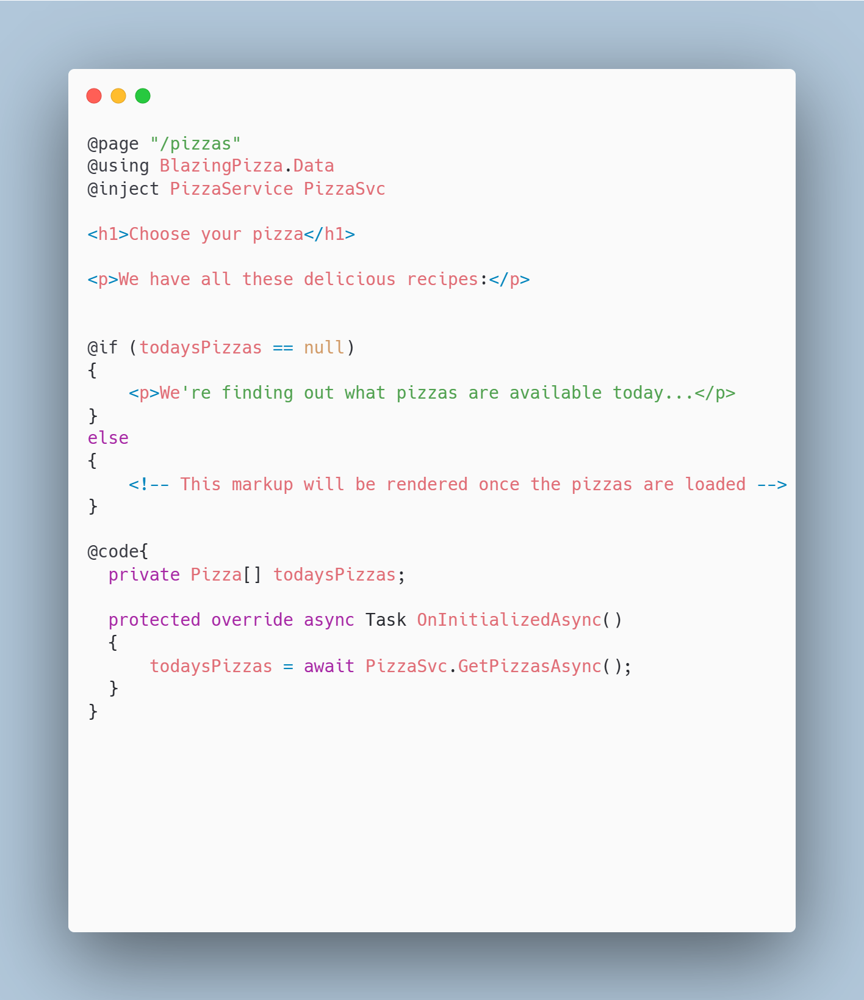 @page "/pizzas"
@using BlazingPizza.Data
@inject PizzaService PizzaSvc
<h1>Choose your pizza</h1>
<p>We have all these delicious recipes:</p>
@if (todaysPizzas == null)
{
    <p>We're finding out what pizzas are available today...</p>
}
else
{
    <!-- This markup will be rendered once the pizzas are loaded -->
}
@code{
  private Pizza[] todaysPizzas;
  protected override async Task OnInitializedAsync()
  {
      todaysPizzas = await PizzaSvc.GetPizzasAsync();
  }
}